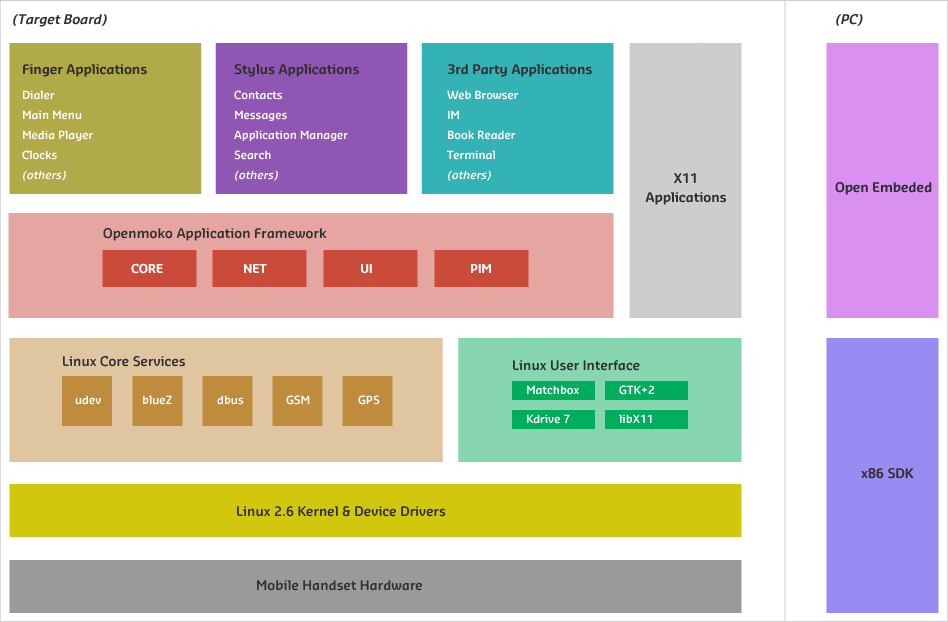 (Target Board)
(PC)
Finger Applications
Dialer
Main Menu
Media Player
Clocks
(others)
Stylus Applications
Contacts
Messages
Application Manager
Search
(others)
3rd Party Applications
Web Browser
IM
Book Reader
Terminal
(others)
X11
Applications
Open Embeded
Openmoko Application Framework
CORE
NET
UI
PIM
Linux Core Services
udev
blueZ
dbus
GSM
GPS
Linux User Interface
Matchbox
GTK+2
Kdrive 7
libX11
x86 SDK
Linux 2.6 Kernel & Device Drivers
Mobile Handset Hardware